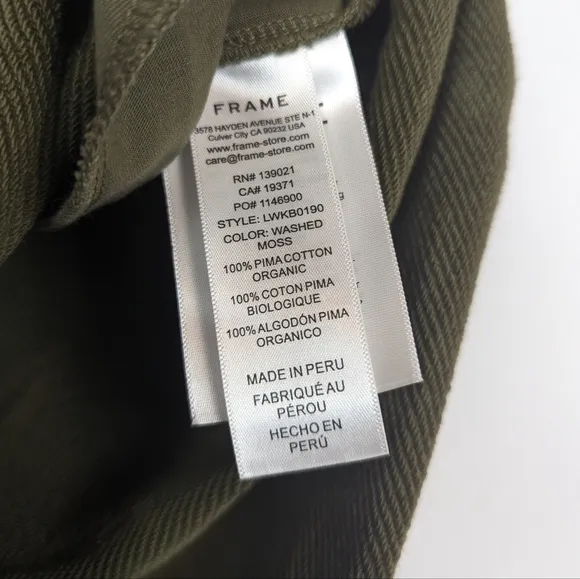 FRAME
3578 HAYDEN AVENUE STE N-1
Culver City CA 90232 USA
www.frame-store.com
care@frame-store.com
RN# 139021
CA# 19371
PO# 1146900
STYLE: LWKB0190
COLOR: WASHED
MOSS
100% PIMA COTTON
ORGANIC
100% COTON PIMA
BIOLOGIQUE
100% ALGODÓN PIMA
ORGANICO
MADE IN PERU
FABRIQUÉ AU
PÉROU
HECHO EN
PERÚ